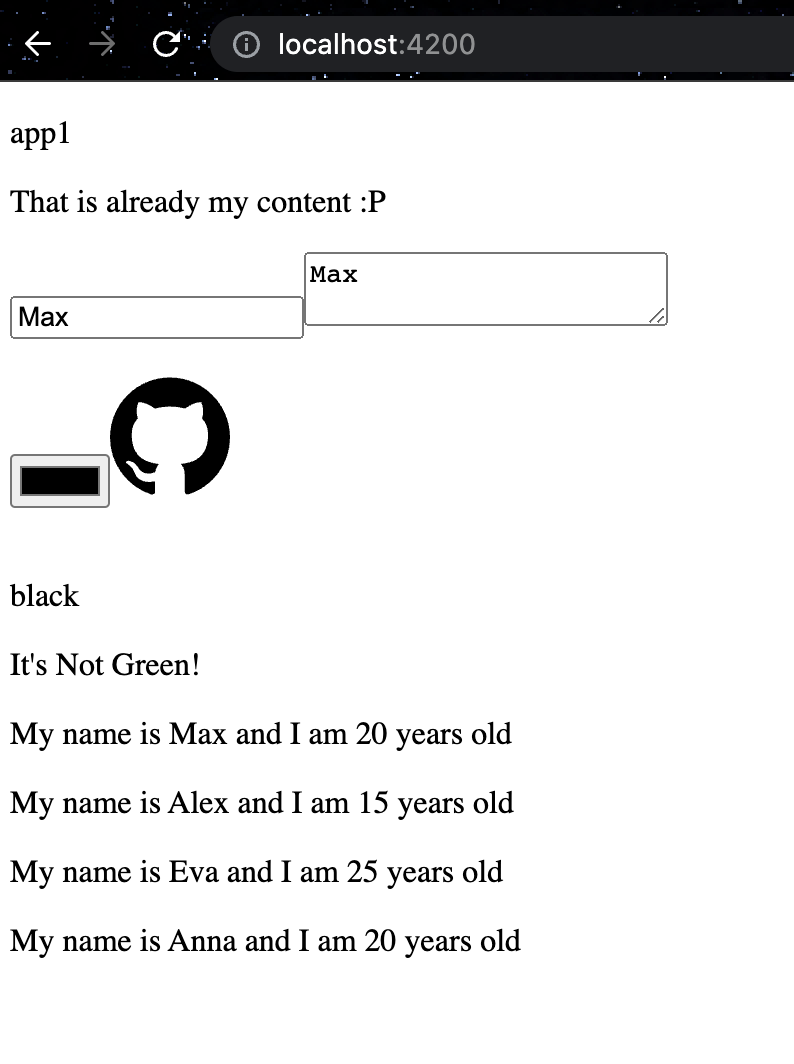 localhost:4200
app1
That is already my content :P
Max
Max
black
It's Not Green!
My name is Max and I am 20 years old
My name is Alex and I am 15 years old
My name is Eva and I am 25 years old
My name is Anna and I am 20 years old